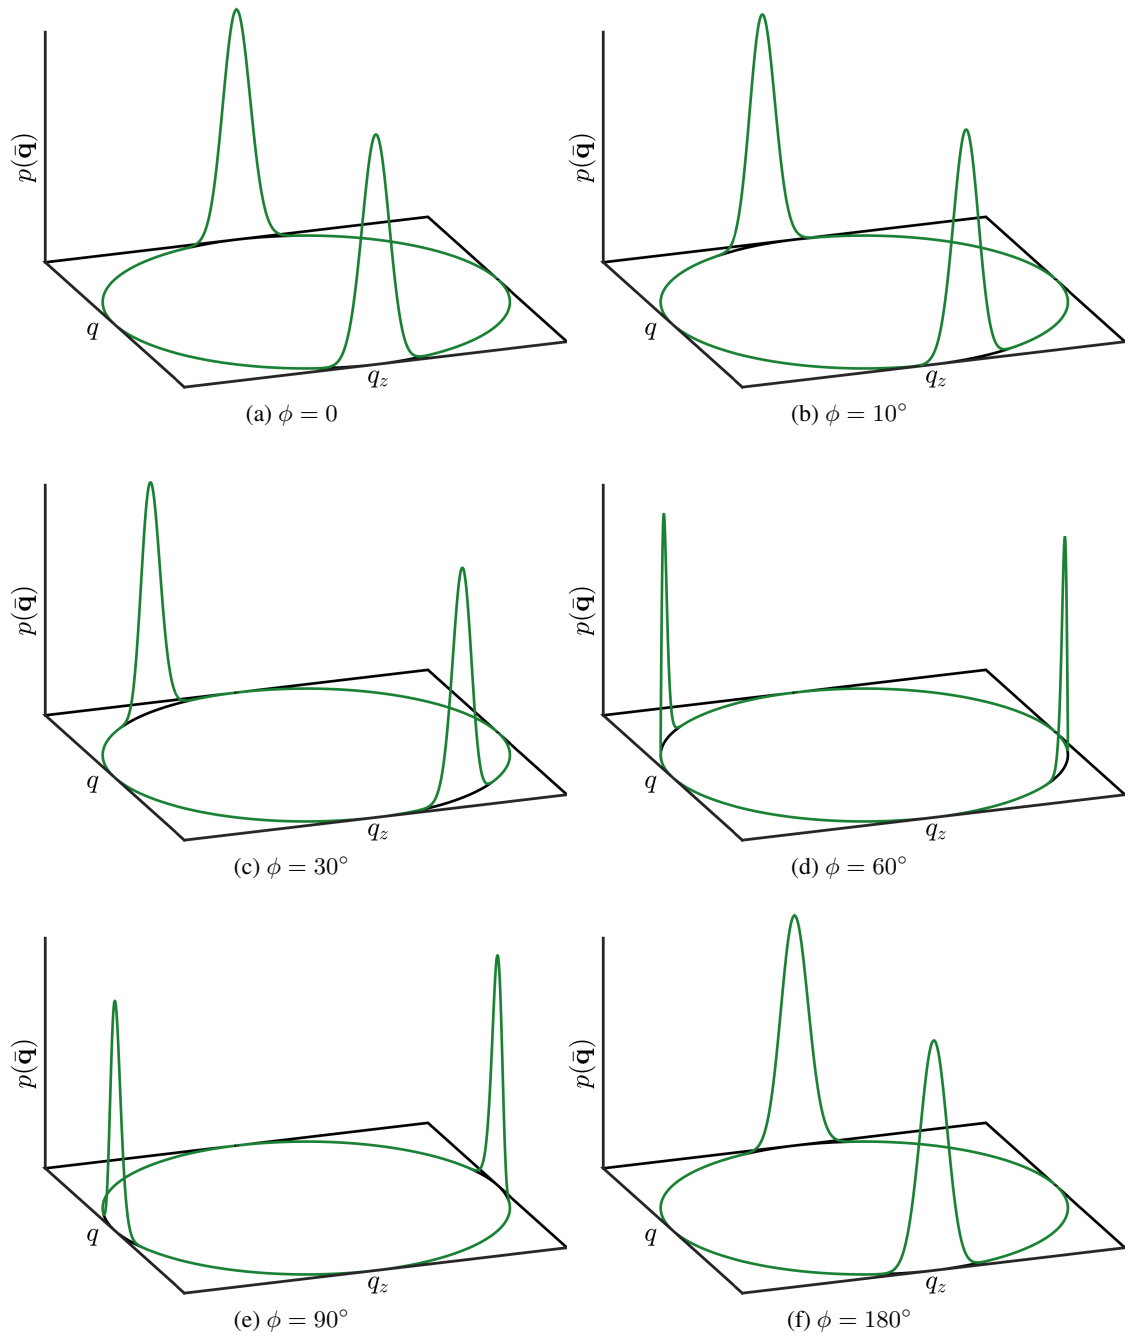 p(q̄) p(q̄)
q q
q_z q_z
(a) ϕ = 0 (b) ϕ = 10°
p(q̄) p(q̄)
q q
q_z q_z
(c) ϕ = 30° (d) ϕ = 60°
p(q̄) p(q̄)
q q
q_z q_z
(e) ϕ = 90° (f) ϕ = 180°